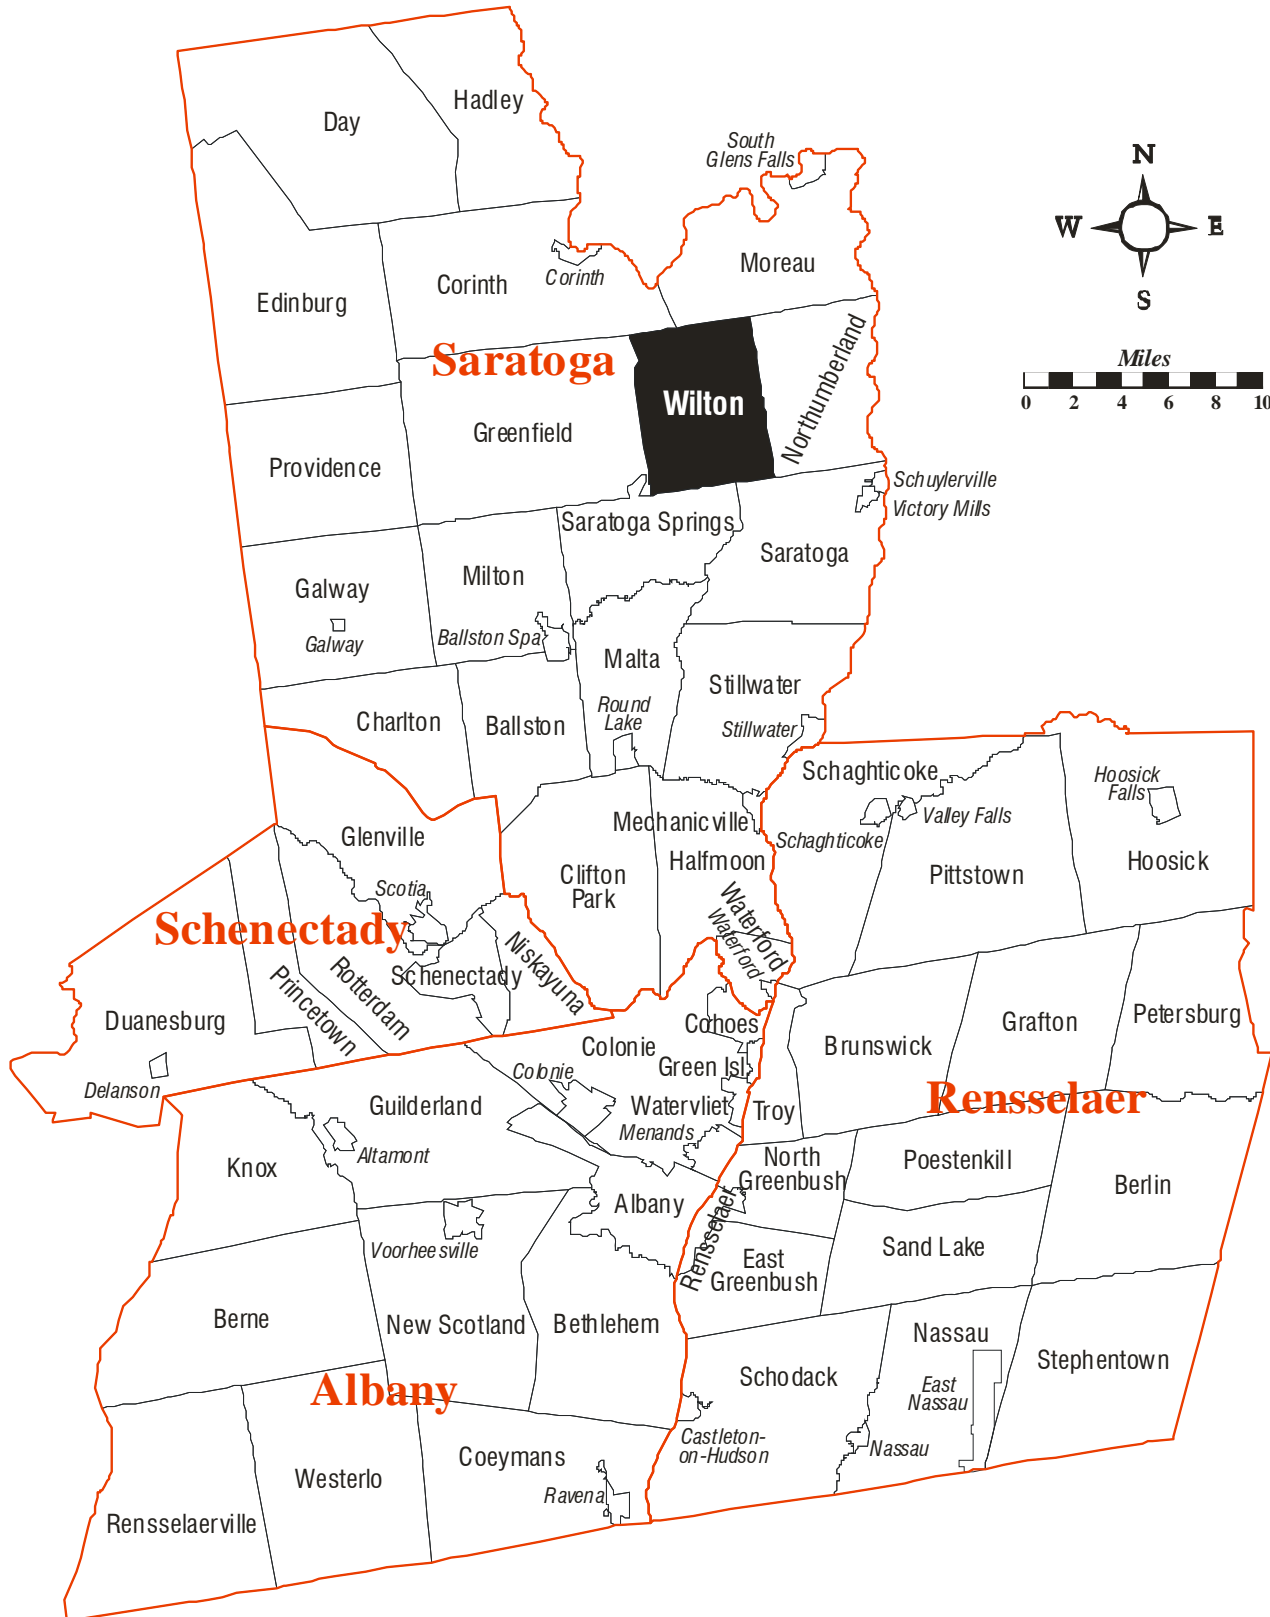 Hadley
Day
South
Glens Falls
N
W
E
S
Moreau
Corinth
Corinth
Edinburg
Northumberland
Saratoga
Miles
0 2 4 6 8 10
Wilton
Greenfield
Providence
Schuylerville
Victory Mills
Saratoga Springs
Saratoga
Milton
Galway
Galway
Ballston Spa
Malta
Stillwater
Round
Lake
Stillwater
Charlton
Ballston
Schaghticoke
Hoosick
Falls
Mechanicville
Valley Falls
Schaghticoke
Glenville
Halfmoon
Hoosick
Clifton
Park
Pittstown
Scotia
Waterford
Waterford
Schenectady
Niskayuna
Schenectady
Rotterdam
Princetown
Duanesburg
Cohoes
Grafton
Petersburg
Colonie
Brunswick
Green Isl
Colonie
Delanson
Rensselaer
Guilderland
Watervliet
Troy
Menands
Altamont
Knox
North
Greenbush
Poestenkill
Berlin
Albany
Rensselaer
Voorheesville
Sand Lake
East
Greenbush
Berne
New Scotland
Bethlehem
Nassau
Stephentown
Schodack
Albany
East
Nassau
Castleton-
on-Hudson
Nassau
Coeymans
Westerlo
Ravena
Rensselaerville